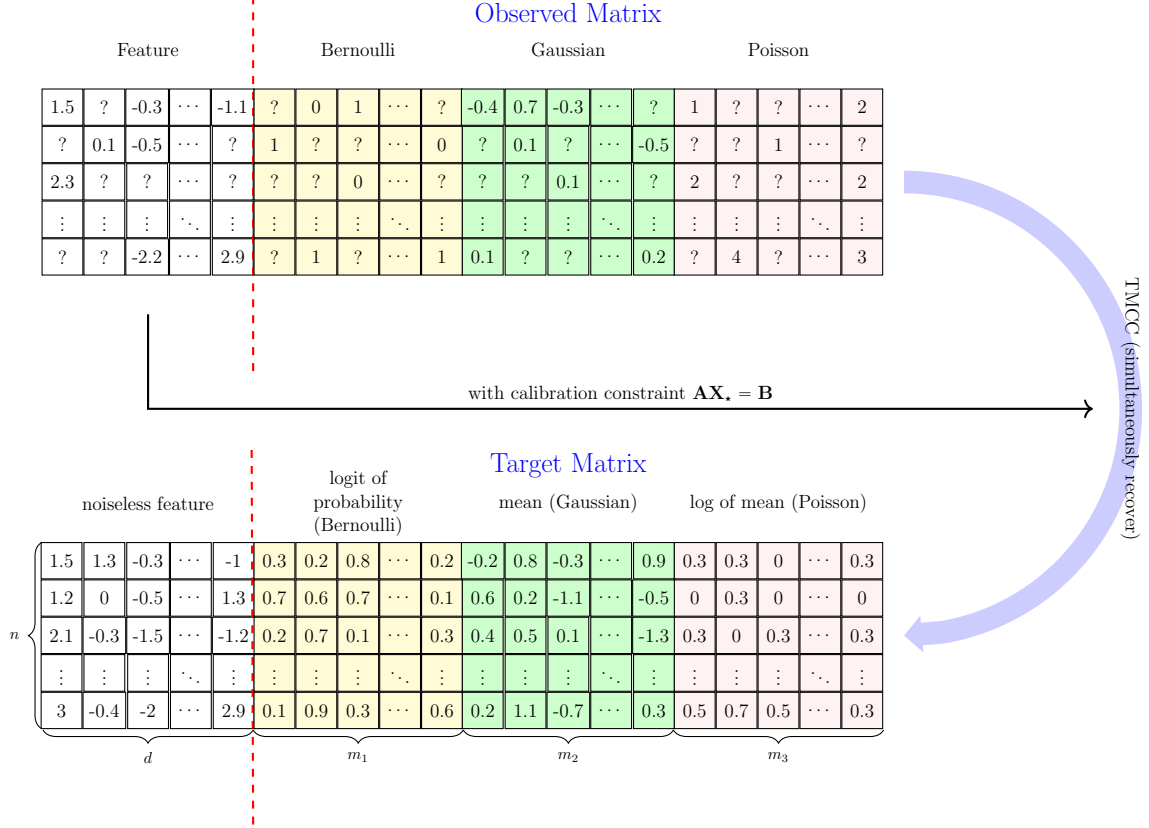 Observed Matrix
Feature Bernoulli Gaussian Poisson
1.5 ? -0.3 ⋯ -1.1 ? 0 1 ⋯ ? -0.4 0.7 -0.3 ⋯ ? 1 ? ? ⋯ 2
? 0.1 -0.5 ⋯ ? 1 ? ? ⋯ 0 ? 0.1 ? ⋯ -0.5 ? ? 1 ⋯ ?
2.3 ? ? ⋯ ? ? ? 0 ⋯ ? ? ? 0.1 ⋯ ? 2 ? ? ⋯ 2
⋮ ⋮ ⋮ ⋱ ⋮ ⋮ ⋮ ⋮ ⋱ ⋮ ⋮ ⋮ ⋮ ⋱ ⋮ ⋮ ⋮ ⋮ ⋱ ⋮
? ? -2.2 ⋯ 2.9 ? 1 ? ⋯ 1 0.1 ? ? ⋯ 0.2 ? 4 ? ⋯ 3
TMCC (simultaneously recover)
with calibration constraint AX⋆ = B
Target Matrix
noiseless feature
logit of
probability
(Bernoulli)
mean (Gaussian)
log of mean (Poisson)
1.5 1.3 -0.3 ⋯ -1 0.3 0.2 0.8 ⋯ 0.2 -0.2 0.8 -0.3 ⋯ 0.9 0.3 0.3 0 ⋯ 0.3
1.2 0 -0.5 ⋯ 1.3 0.7 0.6 0.7 ⋯ 0.1 0.6 0.2 -1.1 ⋯ -0.5 0 0.3 0 ⋯ 0
n 2.1 -0.3 -1.5 ⋯ -1.2 0.2 0.7 0.1 ⋯ 0.3 0.4 0.5 0.1 ⋯ -1.3 0.3 0 0.3 ⋯ 0.3
⋮ ⋮ ⋮ ⋱ ⋮ ⋮ ⋮ ⋮ ⋱ ⋮ ⋮ ⋮ ⋮ ⋱ ⋮ ⋮ ⋮ ⋮ ⋱ ⋮
3 -0.4 -2 ⋯ 2.9 0.1 0.9 0.3 ⋯ 0.6 0.2 1.1 -0.7 ⋯ 0.3 0.5 0.7 0.5 ⋯ 0.3
d m₁ m₂ m₃